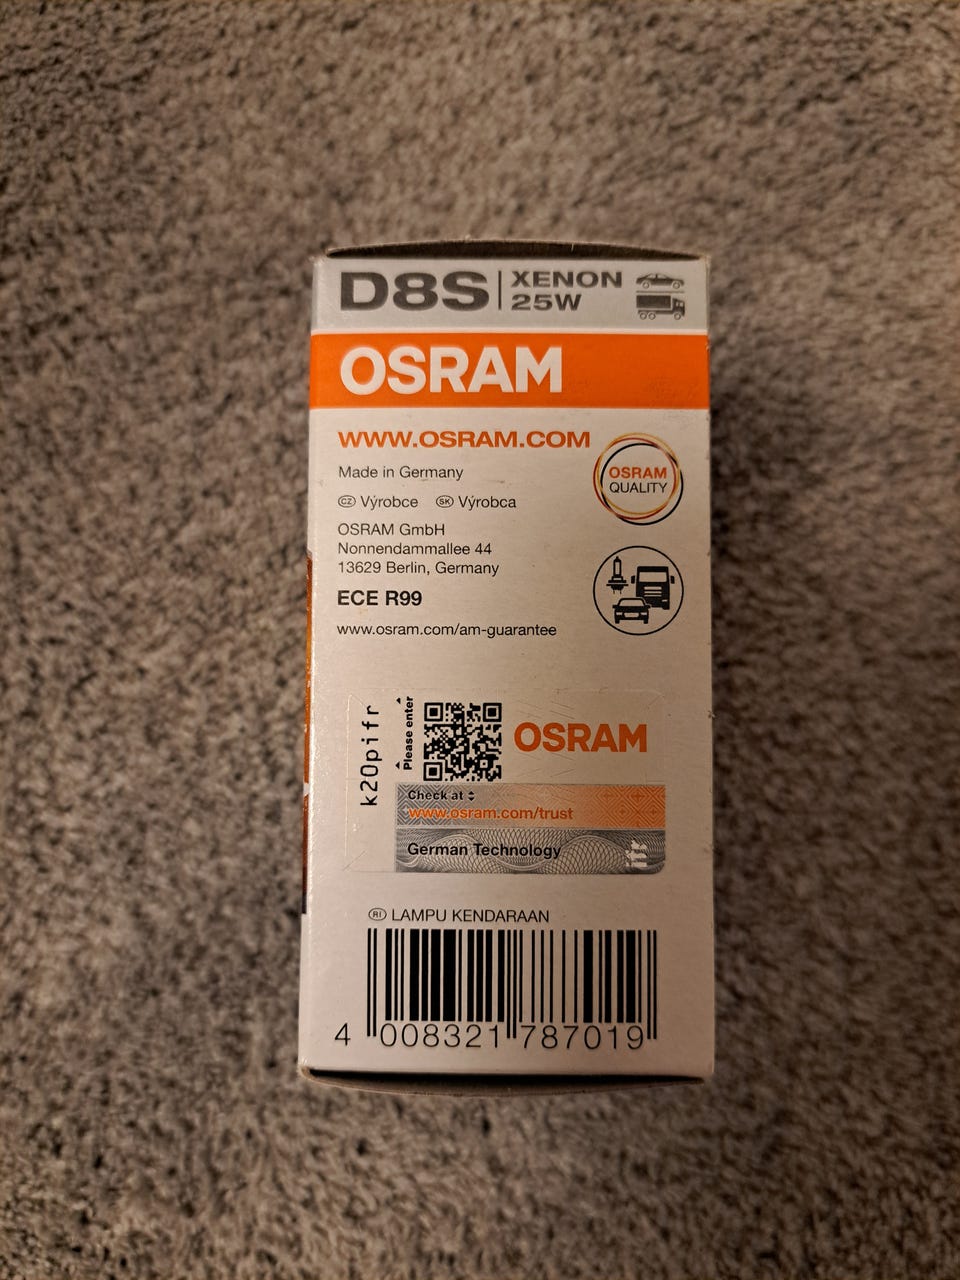 D8S XENON
25W
OSRAM
WWW.OSRAM.COM
OSRAM
QUALITY
Made in Germany
CZ Výrobce SK Výrobca
OSRAM GmbH
Nonnendammallee 44
13629 Berlin, Germany
ECE R99
www.osram.com/am-guarantee
k20pifr
Please enter
OSRAM
Check at
www.osram.com/trust
German Technology
ifr
RI LAMPU KENDARAAN
4 008321 787019